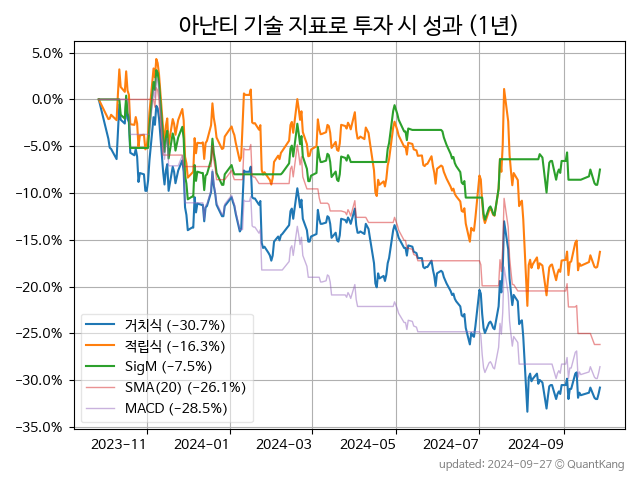 아난티 기술 지표로 투자 시 성과 (1년)
5.0%
0.0%
−5.0%
−10.0%
−15.0%
−20.0%
−25.0%
−30.0%
−35.0%
거치식 (−30.7%)
적립식 (−16.3%)
SigM (−7.5%)
SMA(20) (−26.1%)
MACD (−28.5%)
2023−11 2024−01 2024−03 2024−05 2024−07 2024−09
updated: 2024−09−27 © QuantKang